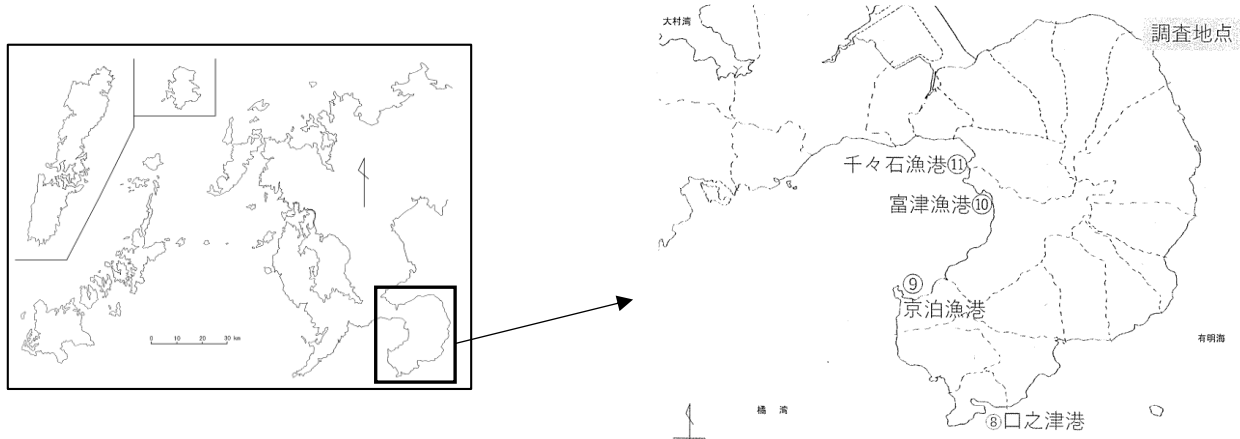 大村湾
調査地点
千々石漁港⑪
富津漁港⑩
⑨
京泊漁港
有明海
橘湾
⑧口之津港
0 10 20 30 km